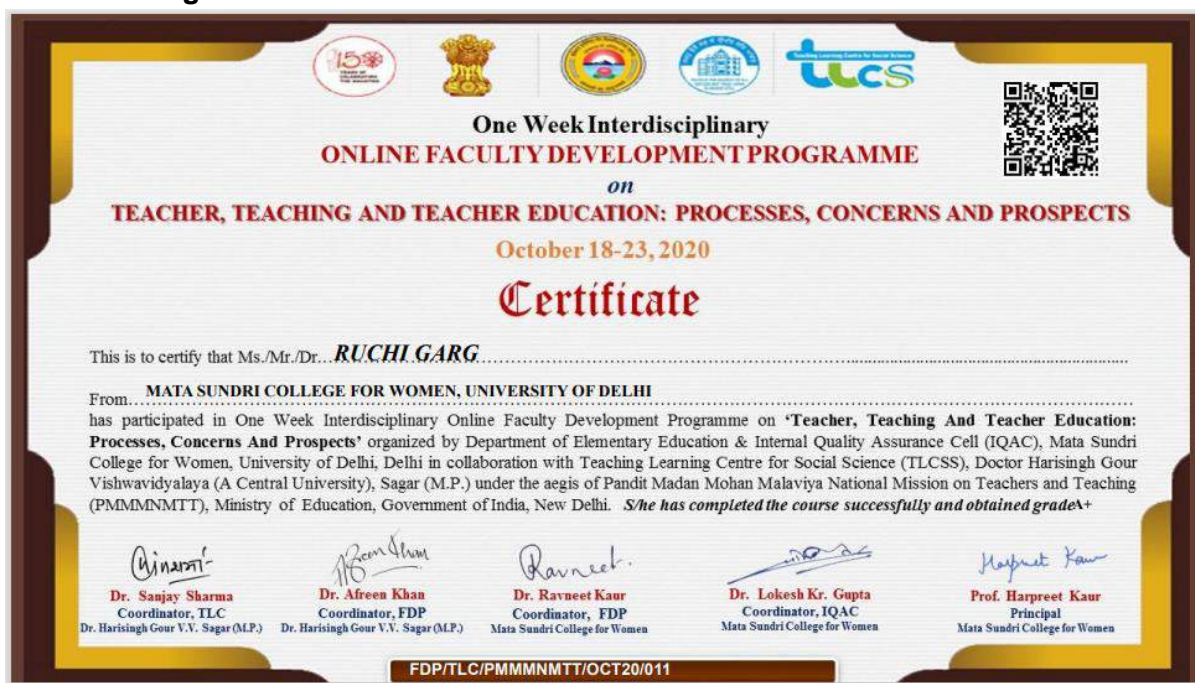 One Week Interdisciplinary
ONLINE FACULTY DEVELOPMENT PROGRAMME
on
TEACHER, TEACHING AND TEACHER EDUCATION: PROCESSES, CONCERNS AND PROSPECTS
October 18-23, 2020
Certificate
This is to certify that Ms./Mr./Dr....RUCHI GARG
From MATA SUNDRI COLLEGE FOR WOMEN, UNIVERSITY OF DELHI
has participated in One Week Interdisciplinary Online Faculty Development Programme on ‘Teacher, Teaching And Teacher Education:
Processes, Concerns And Prospects’ organized by Department of Elementary Education & Internal Quality Assurance Cell (IQAC), Mata Sundri
College for Women, University of Delhi, Delhi in collaboration with Teaching Learning Centre for Social Science (TLCSS), Doctor Harisingh Gour
Vishwavidyalaya (A Central University), Sagar (M.P.) under the aegis of Pandit Madan Mohan Malaviya National Mission on Teachers and Teaching
(PMMMNMTT), Ministry of Education, Government of India, New Delhi. S/he has completed the course successfully and obtained gradeA+
Afreen Khan Ravneet. Harpreet Kaur
Dr. Sanjay Sharma Dr. Afreen Khan Dr. Ravneet Kaur Dr. Lokesh Kr. Gupta Prof. Harpreet Kaur
Coordinator, TLC Coordinator, FDP Coordinator, FDP Coordinator, IQAC Principal
Dr. Harisingh Gour V.V. Sagar (M.P.) Dr. Harisingh Gour V.V. Sagar (M.P.) Mata Sundri College for Women Mata Sundri College for Women Mata Sundri College for Women
FDP/TLC/PMMMNMTT/OCT20/011